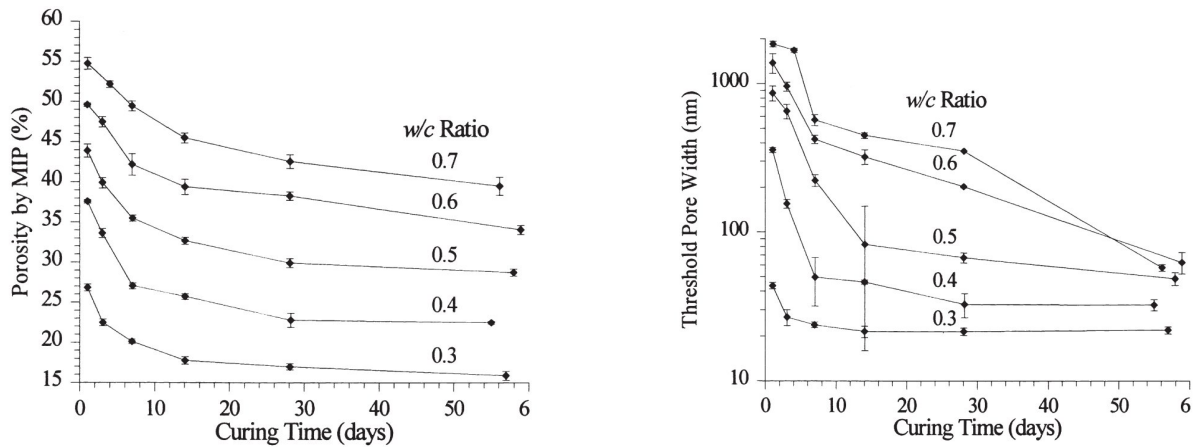 60
55
50
45
40
35
30
25
20
15
Porosity by MIP (%)
w/c Ratio
0.7
0.6
0.5
0.4
0.3
0 10 20 30 40 50 6
Curing Time (days)
1000
100
10
Threshold Pore Width (nm)
w/c Ratio
0.7
0.6
0.5
0.4
0.3
0 10 20 30 40 50 6
Curing Time (days)